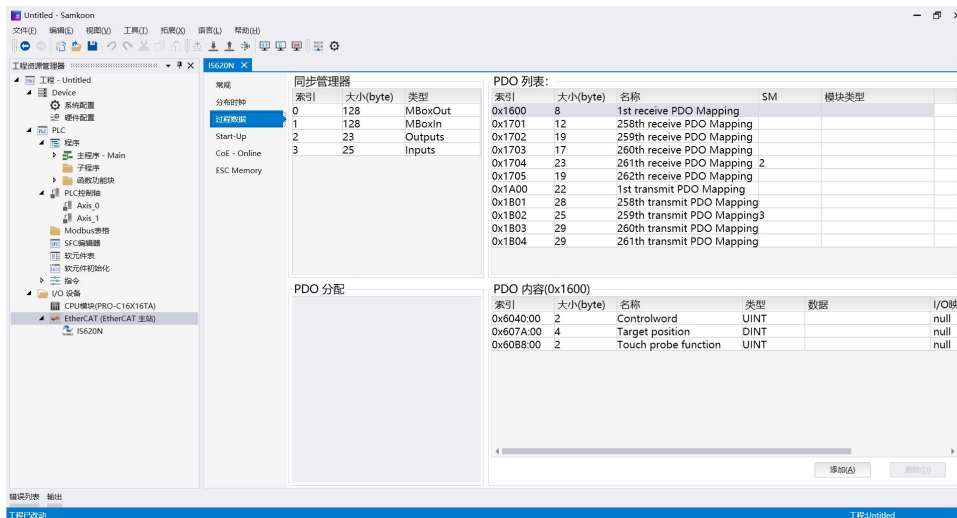 Untitled - Samkoon
文件(F) 编辑(E) 视图(V) 工具(T) 拓展(X) 语言(L) 帮助(H)
工程资源管理器
工程 - Untitled
Device
系统配置
硬件配置
PLC
程序
主程序 - Main
子程序
函数功能块
PLC控制轴
Axis_0
Axis_1
Modbus表格
SFC编辑器
软元件表
软元件初始化
指令
I/O 设备
CPU模块(PRO-C16X16TA)
EtherCAT (EtherCAT 主站)
IS620N
IS620N
常规
分布时钟
过程数据
Start-Up
CoE - Online
ESC Memory
同步管理器
索引 大小(byte) 类型
0 128 MBoxOut
1 128 MBoxIn
2 23 Outputs
3 25 Inputs
PDO 列表:
索引 大小(byte) 名称 SM 模块类型
0x1600 8 1st receive PDO Mapping
0x1701 12 258th receive PDO Mapping
0x1702 19 259th receive PDO Mapping
0x1703 17 260th receive PDO Mapping
0x1704 23 261th receive PDO Mapping 2
0x1705 19 262th receive PDO Mapping
0x1A00 22 1st transmit PDO Mapping
0x1B01 28 258th transmit PDO Mapping
0x1B02 25 259th transmit PDO Mapping 3
0x1B03 29 260th transmit PDO Mapping
0x1B04 29 261th transmit PDO Mapping
PDO 分配
PDO 内容(0x1600)
索引 大小(byte) 名称 类型 数据 I/O映
0x6040:00 2 Controlword UINT null
0x607A:00 4 Target position DINT null
0x60B8:00 2 Touch probe function UINT null
添加(A) 删除(D)
错误列表 输出
工程已改动 工程:Untitled